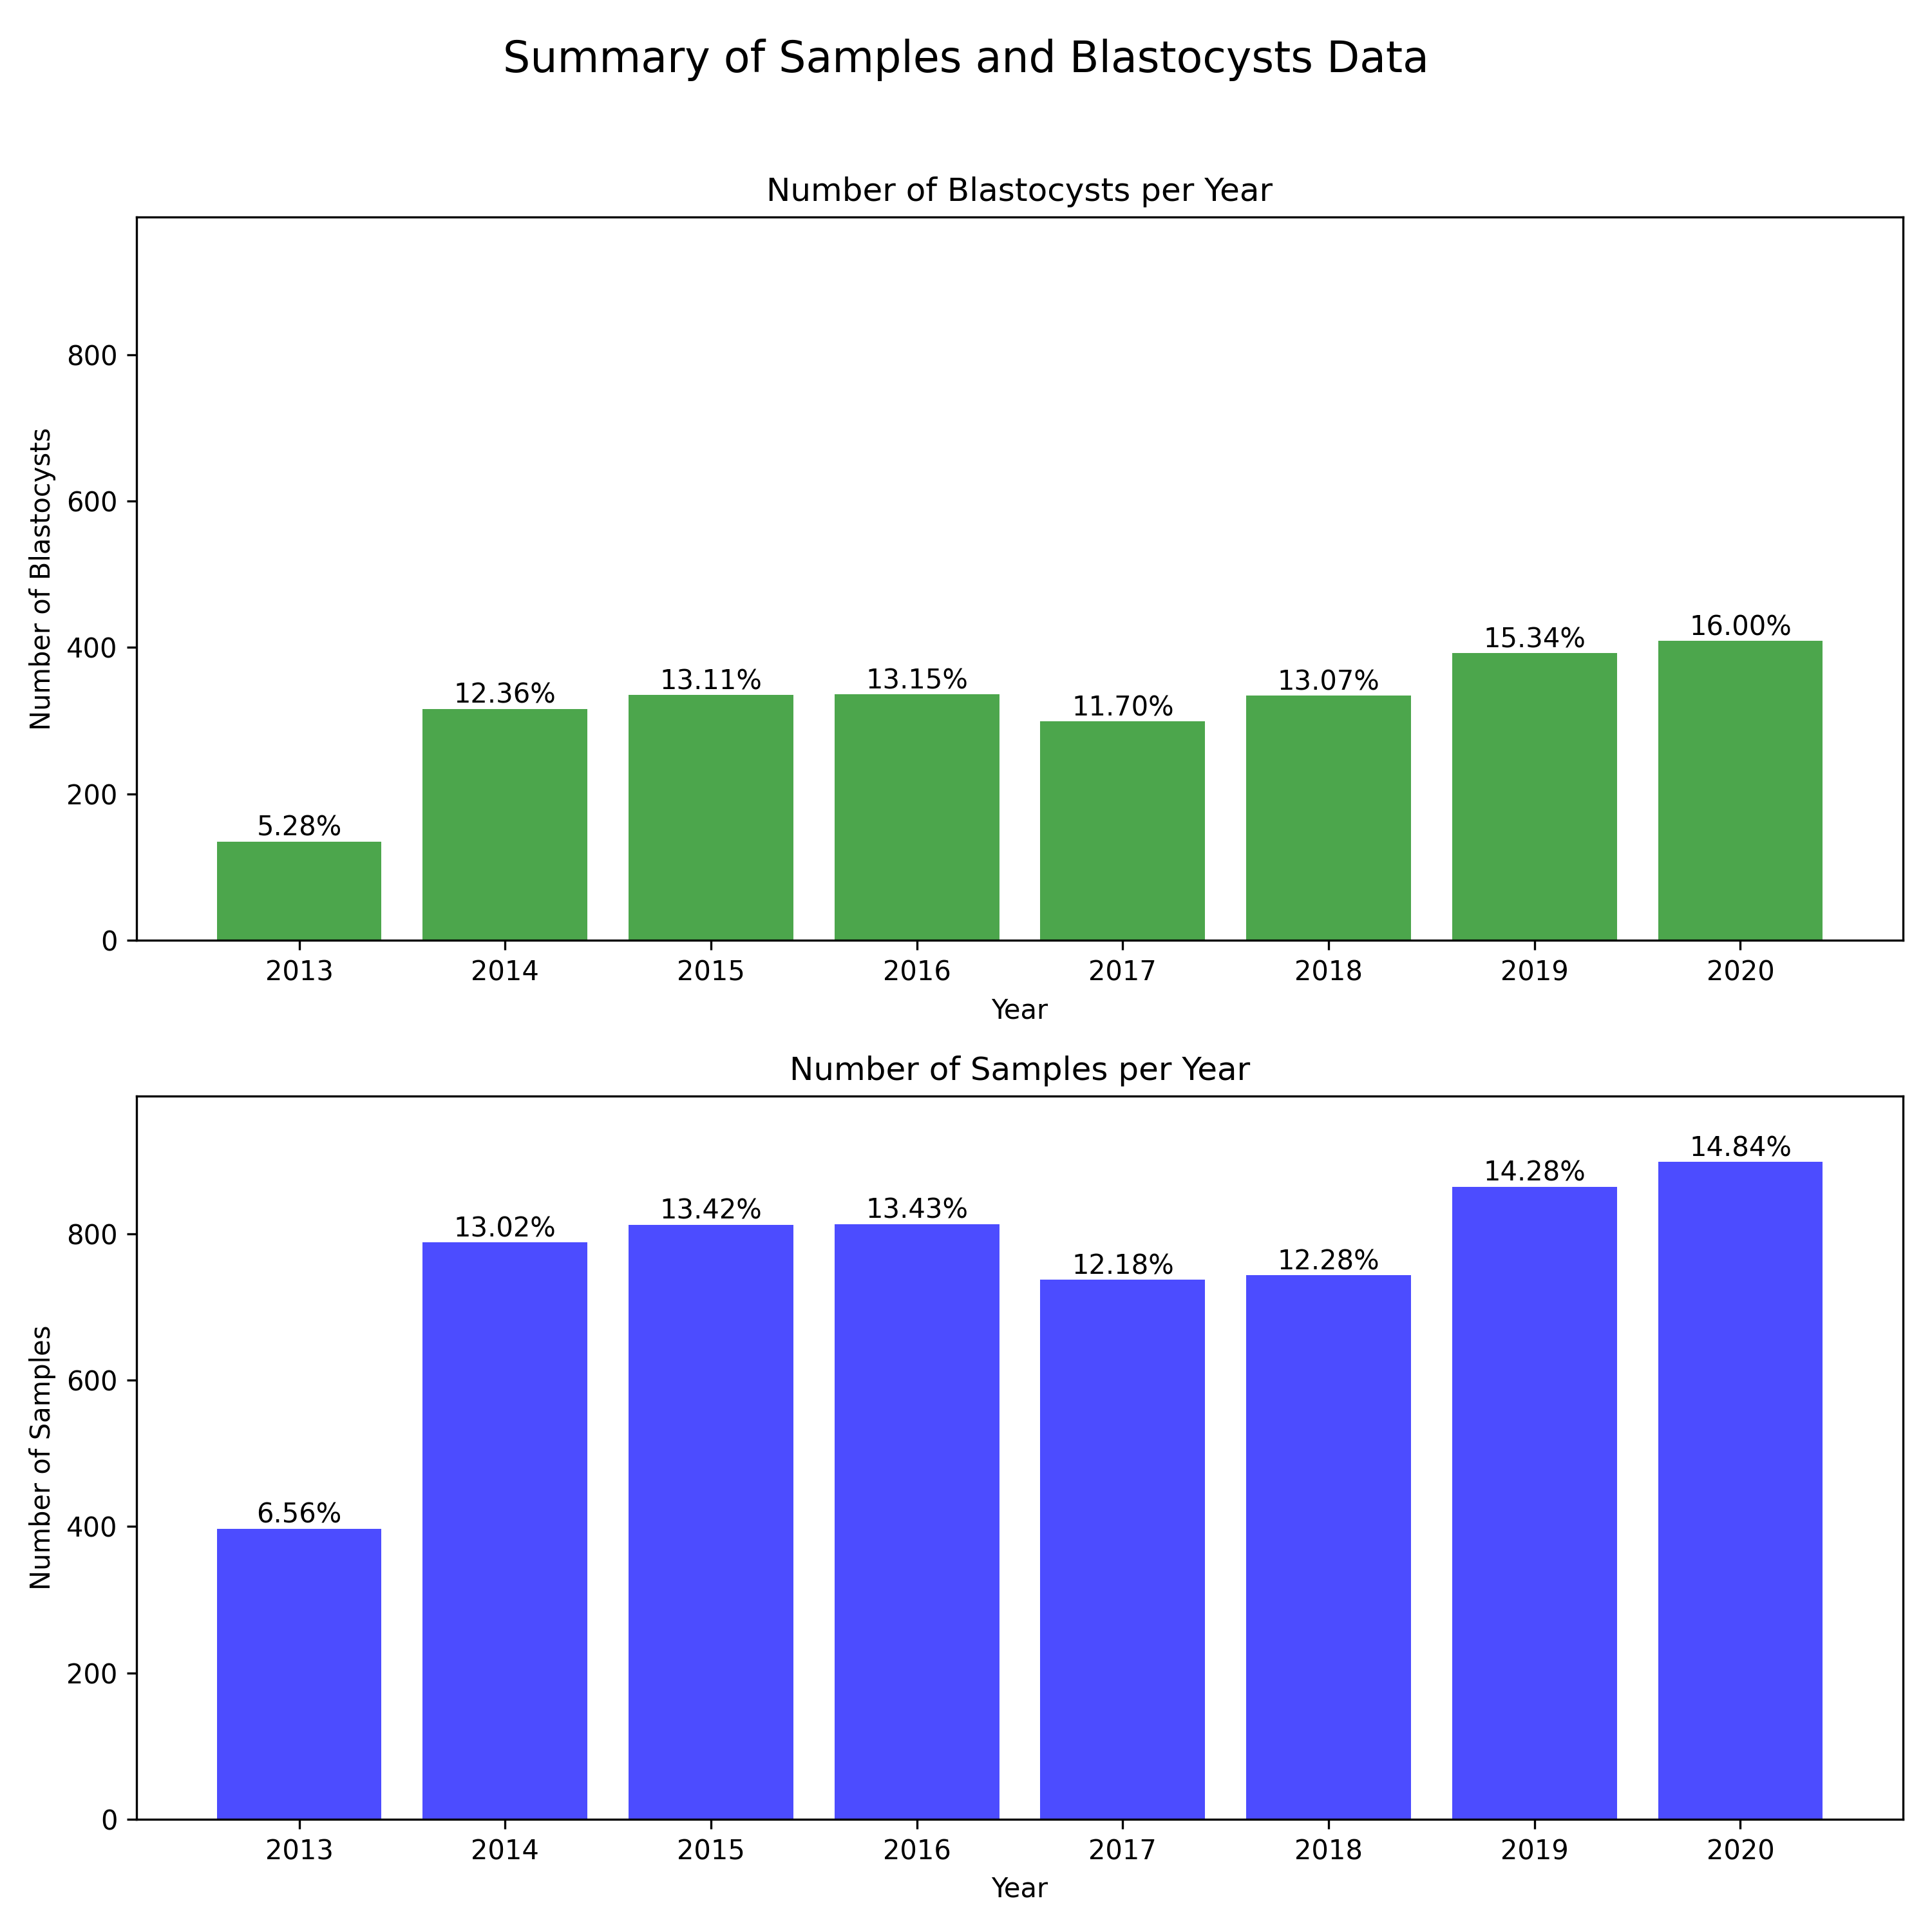 Summary of Samples and Blastocysts Data
Number of Blastocysts per Year
Number of Blastocysts
800
600
400
200
0
5.28%
12.36%
13.11%
13.15%
11.70%
13.07%
15.34%
16.00%
2013 2014 2015 2016 2017 2018 2019 2020
Year
Number of Samples per Year
Number of Samples
800
600
400
200
0
6.56%
13.02%
13.42%
13.43%
12.18%
12.28%
14.28%
14.84%
2013 2014 2015 2016 2017 2018 2019 2020
Year